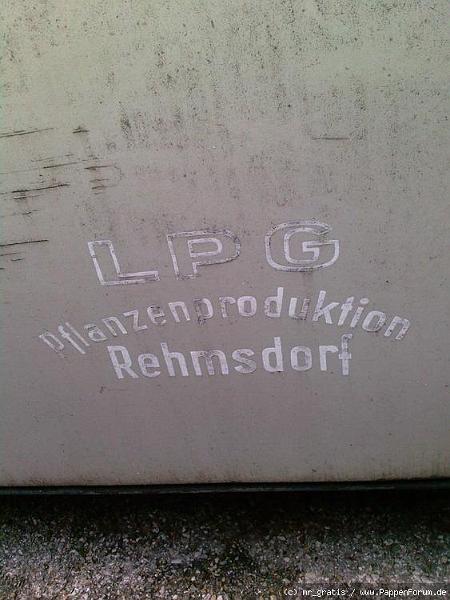 LPG
Pflanzenproduktion
Rehmsdorf
(c) mr_gratis / www.PappenForum.de